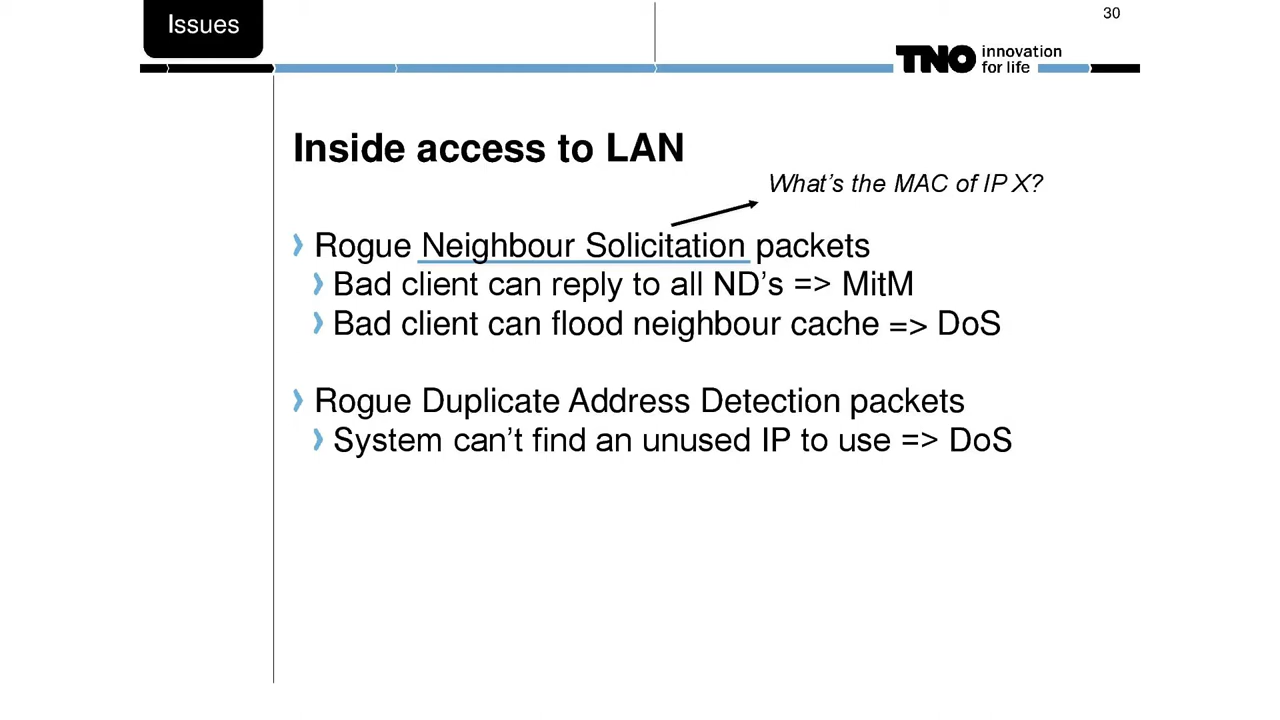 Issues
30
TNO innovation
for life
Inside access to LAN
What's the MAC of IP X?
Rogue Neighbour Solicitation packets
Bad client can reply to all ND's => MitM
Bad client can flood neighbour cache => DoS
Rogue Duplicate Address Detection packets
System can't find an unused IP to use => DoS